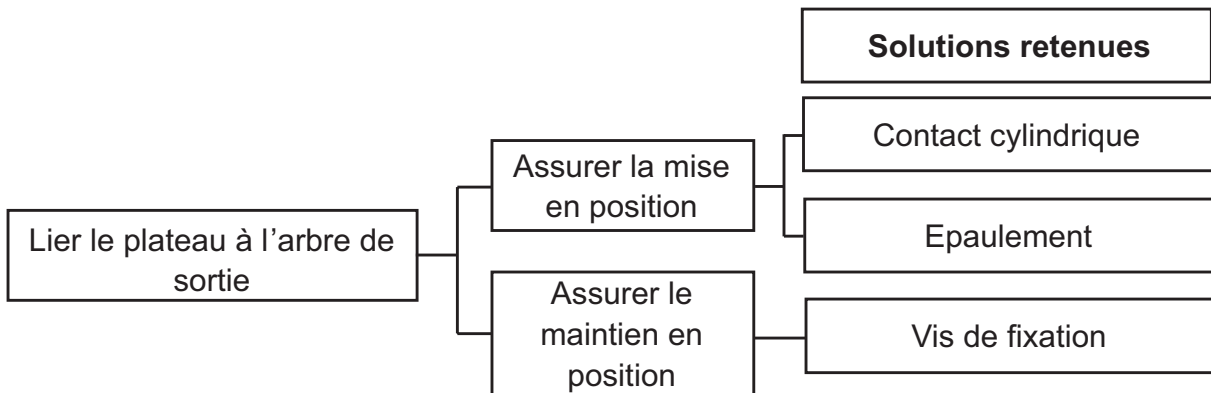 Solutions retenues
Contact cylindrique
Assurer la mise
en position
Epaulement
Lier le plateau à l’arbre de
sortie
Assurer le
maintien en
position
Vis de fixation